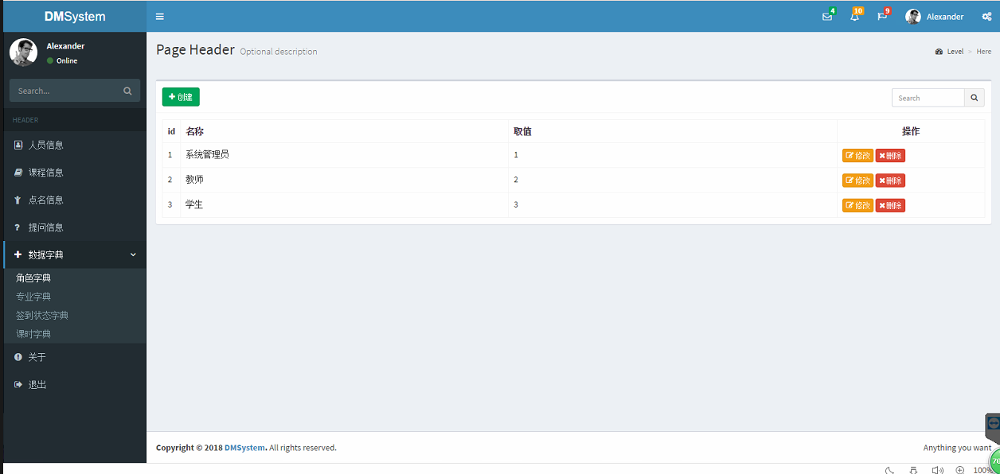 DMSystem
4
10
9
Alexander
Alexander
Online
Search...
HEADER
人员信息
课程信息
点名信息
提问信息
数据字典
角色字典
专业字典
签到状态字典
课时字典
关于
退出
Page Header Optional description
Level > Here
创建
Search
id 名称 取值 操作
1 系统管理员 1 修改 删除
2 教师 2 修改 删除
3 学生 3 修改 删除
Copyright © 2018 DMSystem. All rights reserved.
Anything you want
70
100%